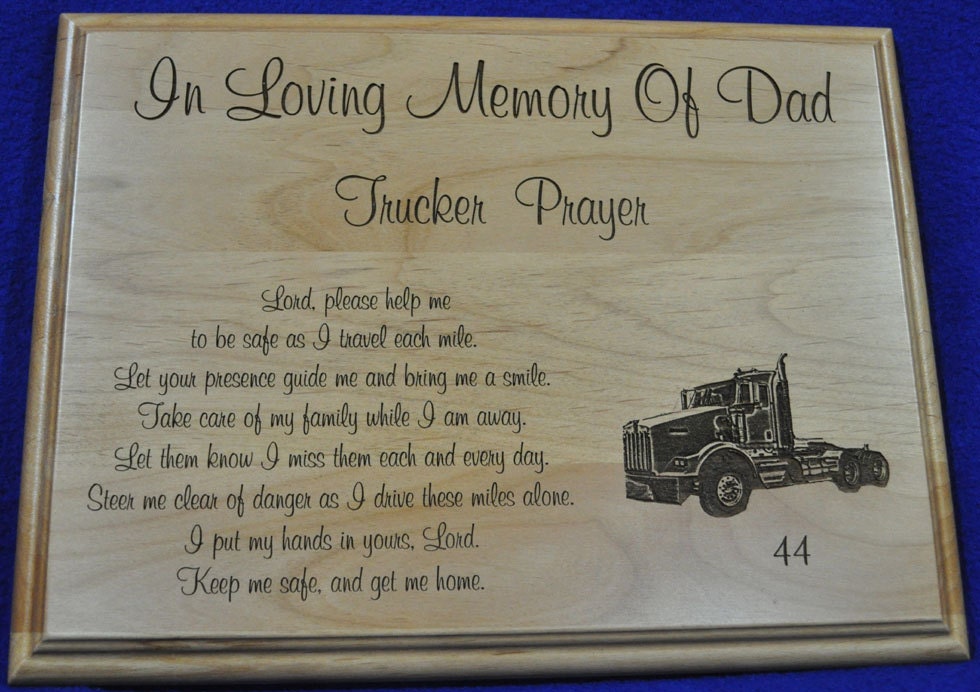 In Loving Memory Of Dad
Trucker Prayer
Lord, please help me
to be safe as I travel each mile.
Let your presence guide me and bring me a smile.
Take care of my family while I am away.
Let them know I miss them each and every day.
Steer me clear of danger as I drive these miles alone.
I put my hands in yours, Lord.
Keep me safe, and get me home.
44